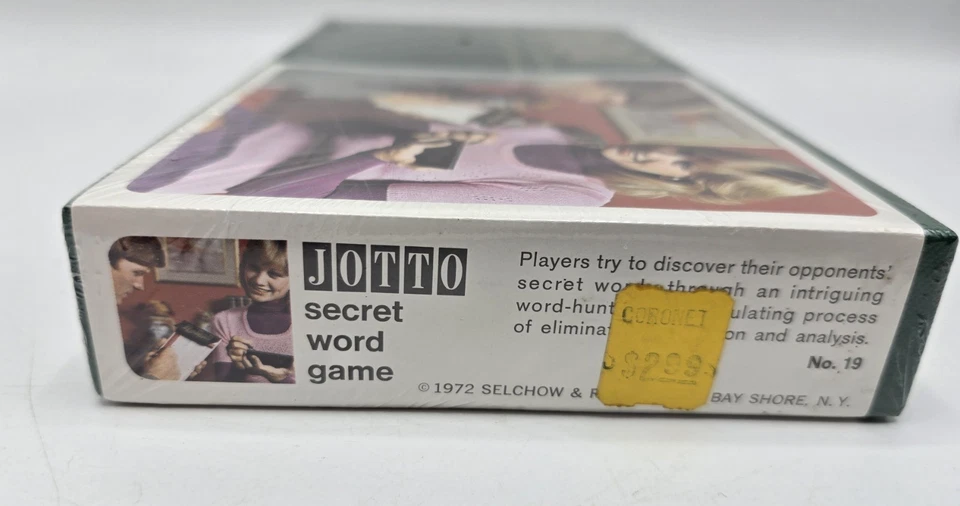 JOTTO
secret
word
game
Players try to discover their opponents'
secret through an intriguing
word-hunt ulating process
of elimina on and analysis.
No. 19
© 1972 SELCHOW & R BAY SHORE, N. Y.
CORONET
$2.99